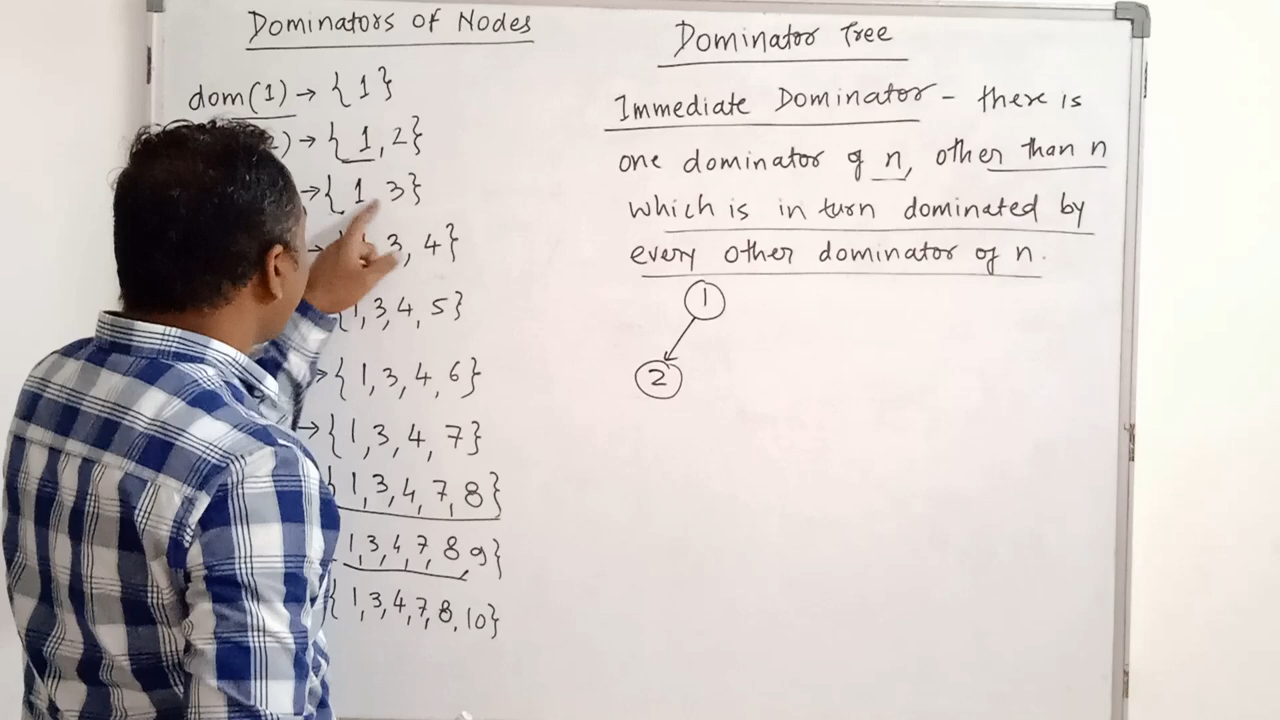 Dominators of Nodes
dom(1) → { 1 }
2) → { 1, 2}
→ { 1 3}
3, 4}
{1, 3, 4, 5}
→ { 1, 3, 4, 6}
→ {1, 3, 4, 7}
{ 1, 3, 4, 7, 8}
1, 3, 4, 7, 8, 9}
{ 1, 3, 4, 7, 8, 10}
Dominator Tree
Immediate Dominator - there is
one dominator of n, other than n
which is in turn dominated by
every other dominator of n.
1
2